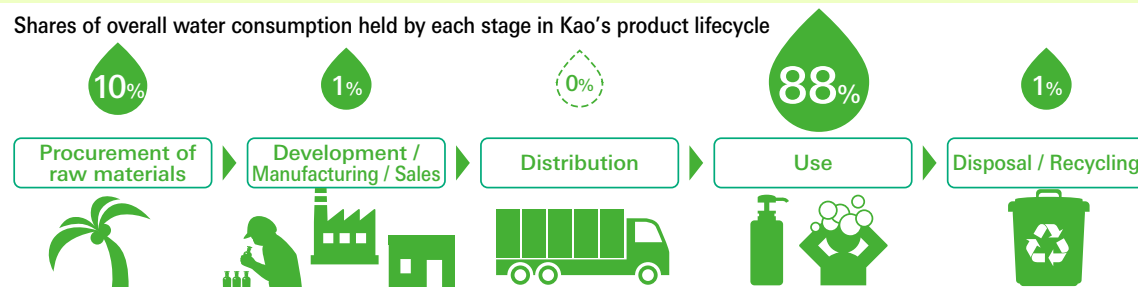 Shares of overall water consumption held by each stage in Kao's product lifecycle
10%
1%
0%
88%
1%
Procurement of
raw materials
Development /
Manufacturing / Sales
Distribution
Use
Disposal / Recycling